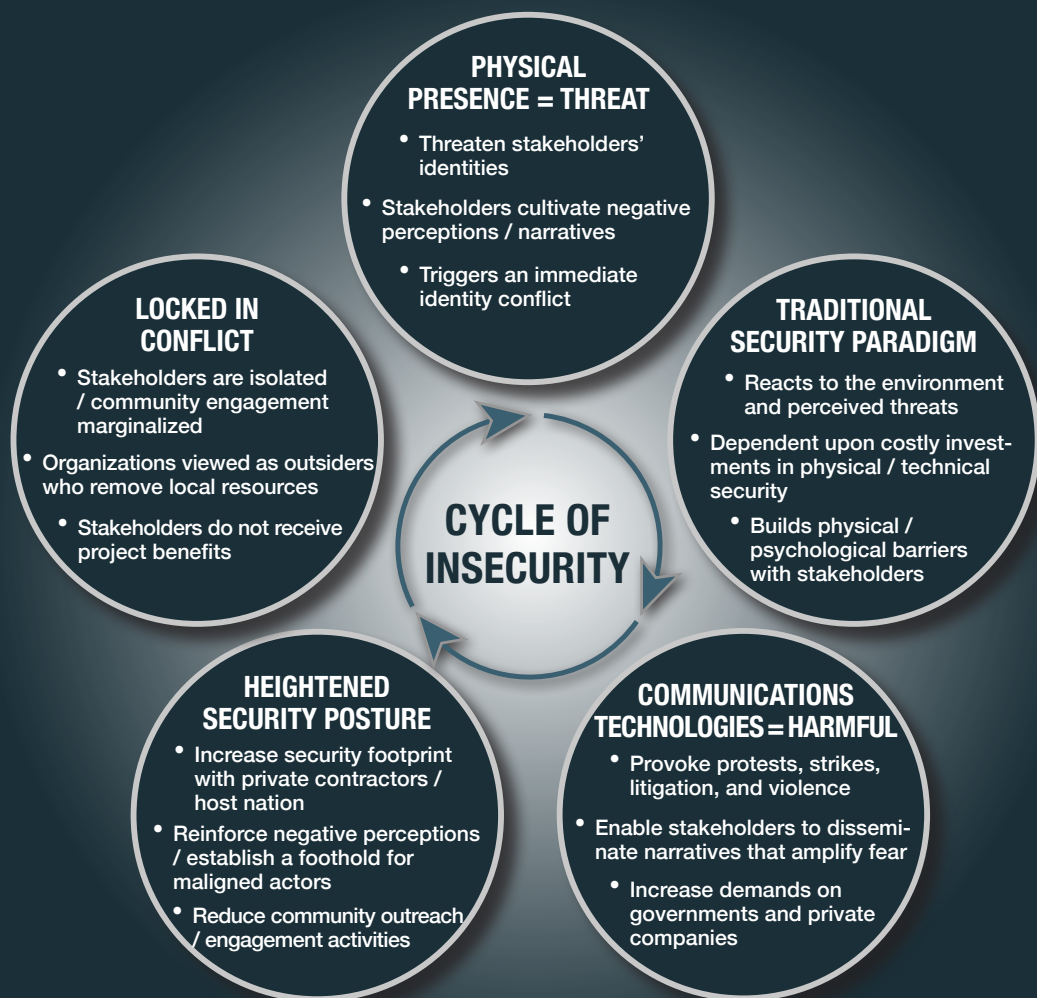 PHYSICAL
PRESENCE = THREAT
• Threaten stakeholders’
identities
• Stakeholders cultivate negative
perceptions / narratives
• Triggers an immediate
identity conflict
TRADITIONAL
SECURITY PARADIGM
• Reacts to the environment
and perceived threats
• Dependent upon costly invest-
ments in physical / technical
security
• Builds physical /
psychological barriers
with stakeholders
COMMUNICATIONS
TECHNOLOGIES = HARMFUL
• Provoke protests, strikes,
litigation, and violence
• Enable stakeholders to dissemi-
nate narratives that amplify fear
• Increase demands on
governments and private
companies
HEIGHTENED
SECURITY POSTURE
• Increase security footprint
with private contractors /
host nation
• Reinforce negative perceptions
/ establish a foothold for
maligned actors
• Reduce community outreach
/ engagement activities
LOCKED IN
CONFLICT
• Stakeholders are isolated
/ community engagement
marginalized
• Organizations viewed as outsiders
who remove local resources
• Stakeholders do not receive
project benefits
CYCLE OF
INSECURITY